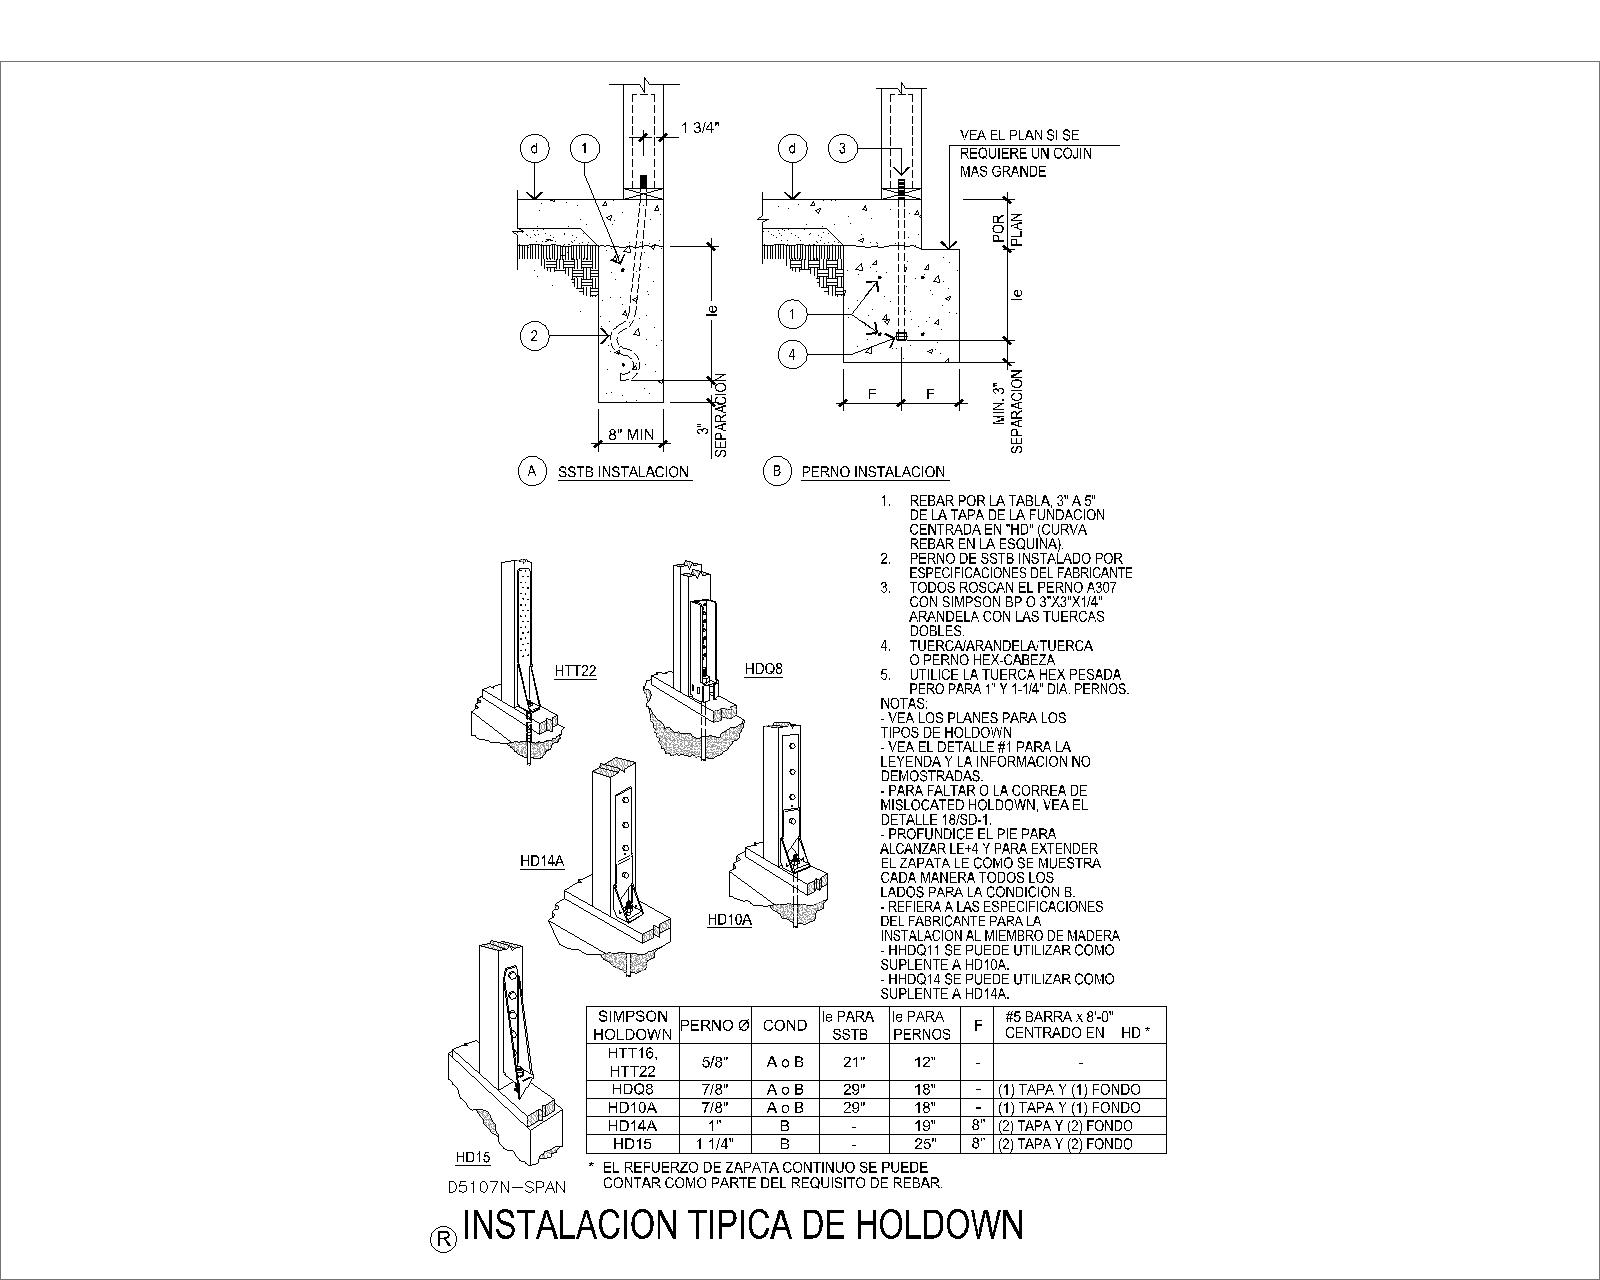 1 3/4"
d
1
2
le
3"
SEPARACION
8" MIN
A SSTB INSTALACION
d
3
VEA EL PLAN SI SE
REQUIERE UN COJIN
MAS GRANDE
POR
PLAN
le
1
4
F F
MIN. 3"
SEPARACION
B PERNO INSTALACION
1. REBAR POR LA TABLA, 3" A 5"
DE LA TAPA DE LA FUNDACION
CENTRADA EN "HD" (CURVA
REBAR EN LA ESQUINA).
2. PERNO DE SSTB INSTALADO POR
ESPECIFICACIONES DEL FABRICANTE
3. TODOS ROSCAN EL PERNO A307
CON SIMPSON BP O 3"X3"X1/4"
ARANDELA CON LAS TUERCAS
DOBLES.
4. TUERCA/ARANDELA/TUERCA
O PERNO HEX-CABEZA
5. UTILICE LA TUERCA HEX PESADA
PERO PARA 1" Y 1-1/4" DIA. PERNOS.
NOTAS:
- VEA LOS PLANES PARA LOS
TIPOS DE HOLDOWN
- VEA EL DETALLE #1 PARA LA
LEYENDA Y LA INFORMACION NO
DEMOSTRADAS.
- PARA FALTAR O LA CORREA DE
MISLOCATED HOLDOWN, VEA EL
DETALLE 18/SD-1.
- PROFUNDICE EL PIE PARA
ALCANZAR LE+4 Y PARA EXTENDER
EL ZAPATA LE COMO SE MUESTRA
CADA MANERA TODOS LOS
LADOS PARA LA CONDICION B.
- REFIERA A LAS ESPECIFICACIONES
DEL FABRICANTE PARA LA
INSTALACION AL MIEMBRO DE MADERA
- HHDQ11 SE PUEDE UTILIZAR COMO
SUPLENTE A HD10A.
- HHDQ14 SE PUEDE UTILIZAR COMO
SUPLENTE A HD14A.
HTT22
HDQ8
HD14A
HD10A
HD15
D5107N-SPAN
SIMPSON HOLDOWN PERNO Ø COND le PARA SSTB le PARA PERNOS F #5 BARRA x 8'-0" CENTRADO EN HD *
HTT16, HTT22 5/8" A o B 21" 12" - -
HDQ8 7/8" A o B 29" 18" - (1) TAPA Y (1) FONDO
HD10A 7/8" A o B 29" 18" - (1) TAPA Y (1) FONDO
HD14A 1" B - 19" 8" (2) TAPA Y (2) FONDO
HD15 1 1/4" B - 25" 8" (2) TAPA Y (2) FONDO
* EL REFUERZO DE ZAPATA CONTINUO SE PUEDE
CONTAR COMO PARTE DEL REQUISITO DE REBAR.
R INSTALACION TIPICA DE HOLDOWN